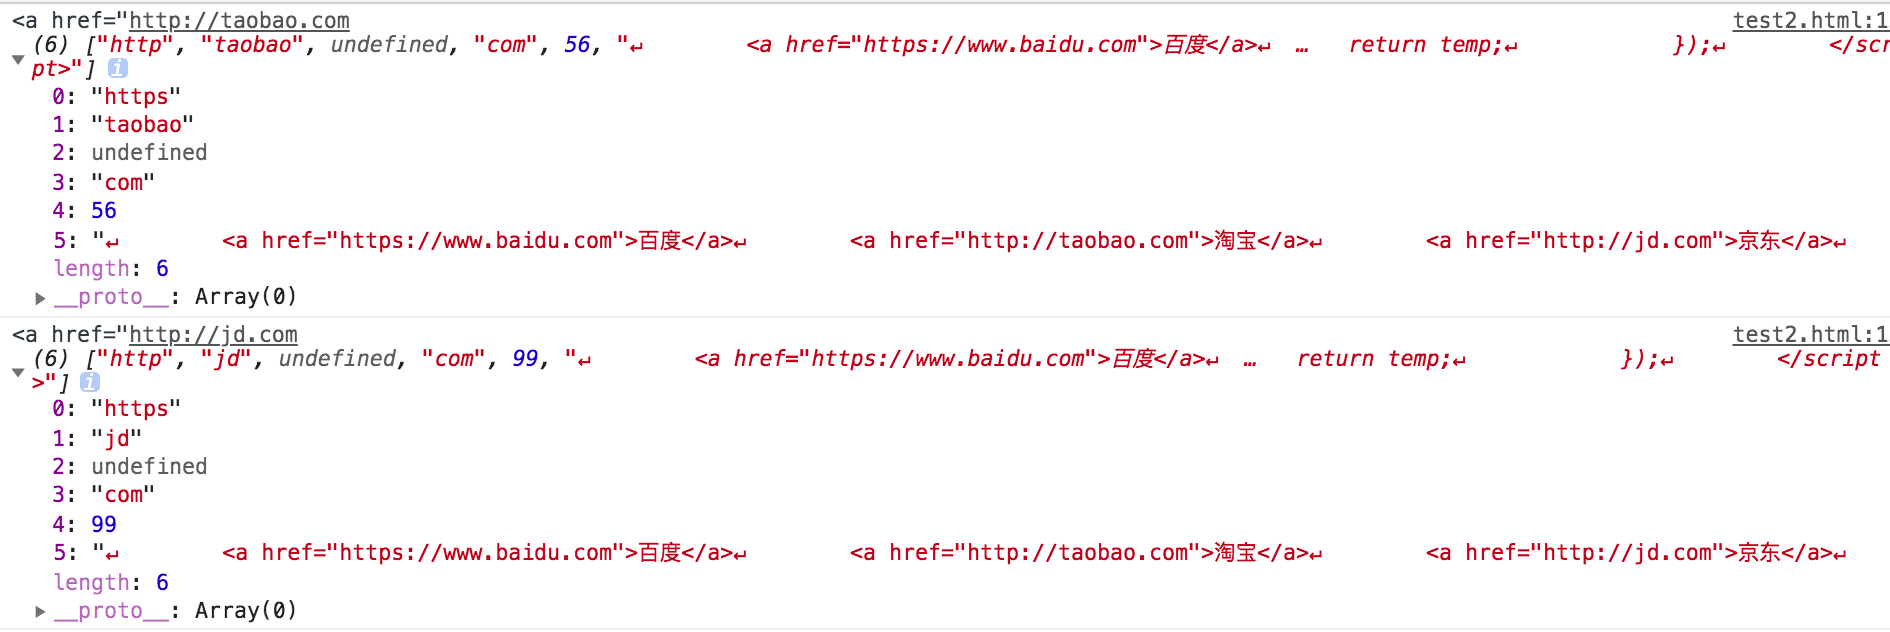 <a href="http://taobao.com test2.html:1
(6) ["http", "taobao", undefined, "com", 56, "↵ <a href="https://www.baidu.com">百度</a>↵ … return temp;↵ });↵ </scri
pt>"] i
0: "https"
1: "taobao"
2: undefined
3: "com"
4: 56
5: "↵ <a href="https://www.baidu.com">百度</a>↵ <a href="http://taobao.com">淘宝</a>↵ <a href="http://jd.com">京东</a>↵
length: 6
__proto__: Array(0)
<a href="http://jd.com test2.html:1
(6) ["http", "jd", undefined, "com", 99, "↵ <a href="https://www.baidu.com">百度</a>↵ … return temp;↵ });↵ </script
>"] i
0: "https"
1: "jd"
2: undefined
3: "com"
4: 99
5: "↵ <a href="https://www.baidu.com">百度</a>↵ <a href="http://taobao.com">淘宝</a>↵ <a href="http://jd.com">京东</a>↵
length: 6
__proto__: Array(0)